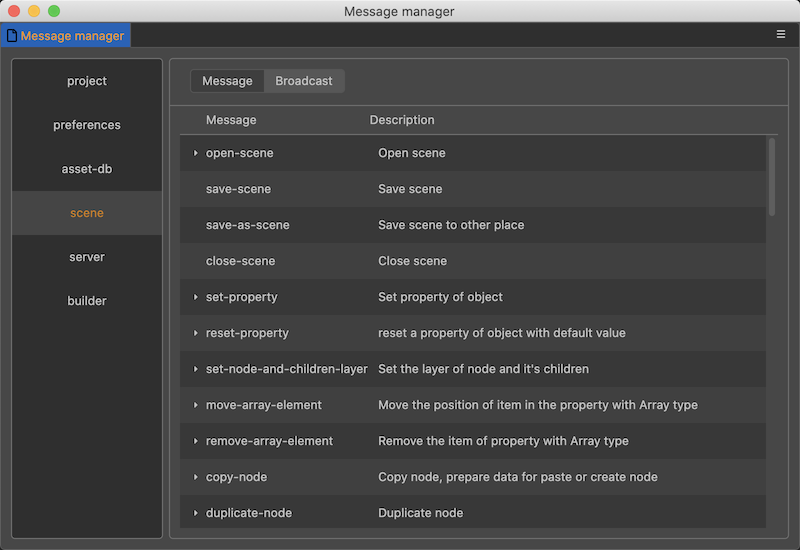 Message manager
Message manager
project
preferences
asset-db
scene
server
builder
Message Broadcast
Message Description
open-scene Open scene
save-scene Save scene
save-as-scene Save scene to other place
close-scene Close scene
set-property Set property of object
reset-property reset a property of object with default value
set-node-and-children-layer Set the layer of node and it's children
move-array-element Move the position of item in the property with Array type
remove-array-element Remove the item of property with Array type
copy-node Copy node, prepare data for paste or create node
duplicate-node Duplicate node